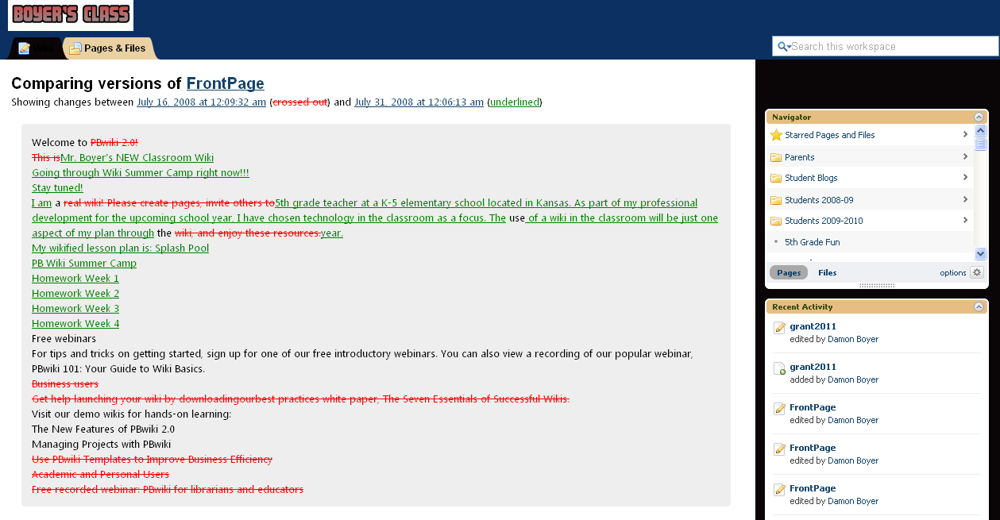 BOYER'S CLASS
Wiki
Pages & Files
Search this workspace
Comparing versions of FrontPage
Showing changes between July 16, 2008 at 12:09:32 am (crossed out) and July 31, 2008 at 12:06:13 am (underlined)
Welcome to PBwiki 2.0!
This isMr. Boyer's NEW Classroom Wiki
Going through Wiki Summer Camp right now!!!
Stay tuned!
I am a real wiki! Please create pages, invite others to5th grade teacher at a K-5 elementary school located in Kansas. As part of my professional
development for the upcoming school year, I have chosen technology in the classroom as a focus. The use of a wiki in the classroom will be just one
aspect of my plan through the wiki, and enjoy these resources.year.
My wikified lesson plan is: Splash Pool
PB Wiki Summer Camp
Homework Week 1
Homework Week 2
Homework Week 3
Homework Week 4
Free webinars
For tips and tricks on getting started, sign up for one of our free introductory webinars. You can also view a recording of our popular webinar,
PBwiki 101: Your Guide to Wiki Basics.
Business users
Get help launching your wiki by downloadingourbest practices white paper, The Seven Essentials of Successful Wikis.
Visit our demo wikis for hands-on learning:
The New Features of PBwiki 2.0
Managing Projects with PBwiki
Use PBwiki Templates to Improve Business Efficiency
Academic and Personal Users
Free recorded webinar: PBwiki for librarians and educators
Navigator
Starred Pages and Files
Parents
Student Blogs
Students 2008-09
Students 2009-2010
5th Grade Fun
Pages
Files
options
Recent Activity
grant2011
edited by Damon Boyer
grant2011
added by Damon Boyer
FrontPage
edited by Damon Boyer
FrontPage
edited by Damon Boyer
FrontPage
edited by Damon Boyer